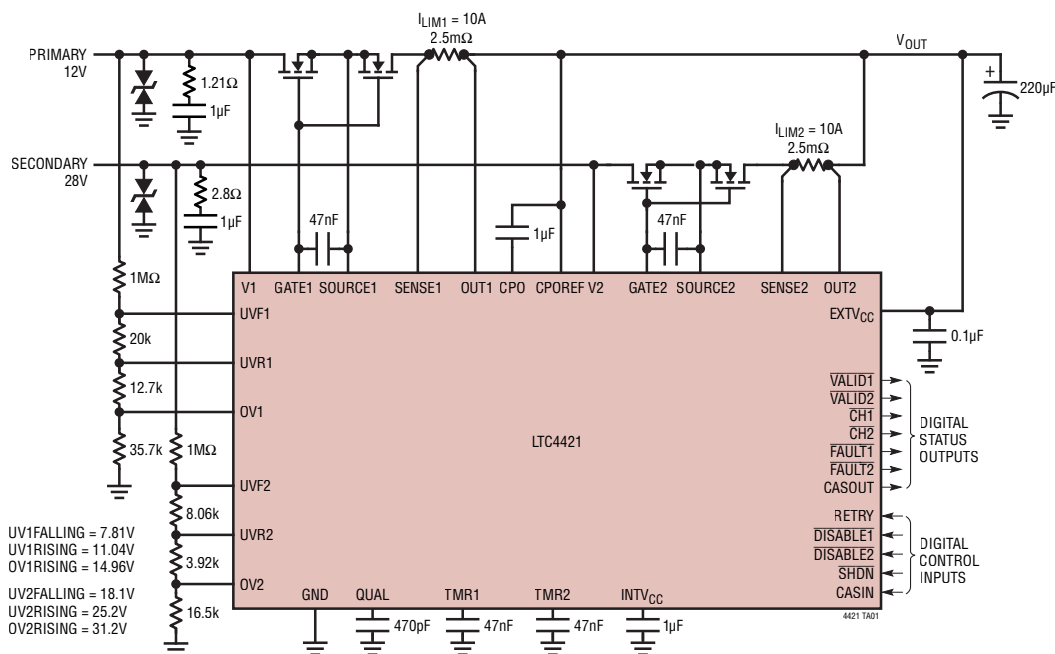 I_LIM1 = 10A
2.5mΩ
PRIMARY
12V
V_OUT
1.21Ω
1µF
+
220µF
I_LIM2 = 10A
2.5mΩ
SECONDARY
28V
2.8Ω
1µF
47nF
1µF
47nF
1MΩ
V1 GATE1 SOURCE1 SENSE1 OUT1 CPO CPOREF V2 GATE2 SOURCE2 SENSE2 OUT2
UVF1
EXTV_CC
20k
0.1µF
UVR1
12.7k
VALID1
VALID2
OV1
CH1
CH2
DIGITAL
STATUS
OUTPUTS
LTC4421
35.7k
1MΩ
FAULT1
FAULT2
UVF2
CASOUT
8.06k
RETRY
UV1FALLING = 7.81V
UV1RISING = 11.04V
OV1RISING = 14.96V
UVR2
DISABLE1
3.92k
DISABLE2
DIGITAL
CONTROL
INPUTS
OV2
SHDN
UV2FALLING = 18.1V
UV2RISING = 25.2V
OV2RISING = 31.2V
16.5k
GND QUAL TMR1 TMR2 INTV_CC
CASIN
4421 TA01
470pF
47nF
47nF
1µF